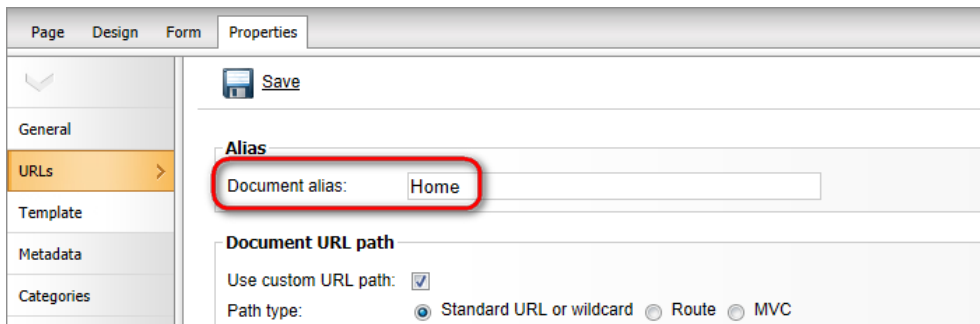 Page Design Form Properties
Save
General
URLs
Template
Metadata
Categories
Alias
Document alias: Home
Document URL path
Use custom URL path:
Path type: Standard URL or wildcard Route MVC